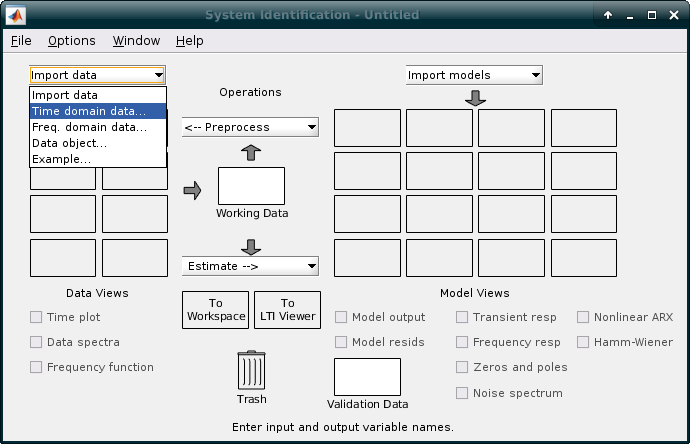 System Identification - Untitled
File Options Window Help
Import data
Import data
Time domain data...
Freq. domain data...
Data object...
Example...
Operations
<-- Preprocess
Working Data
Estimate -->
To Workspace
To LTI Viewer
Import models
Data Views
Time plot
Data spectra
Frequency function
Trash
Model Views
Model output
Model resids
Transient resp
Frequency resp
Zeros and poles
Noise spectrum
Nonlinear ARX
Hamm-Wiener
Validation Data
Enter input and output variable names.